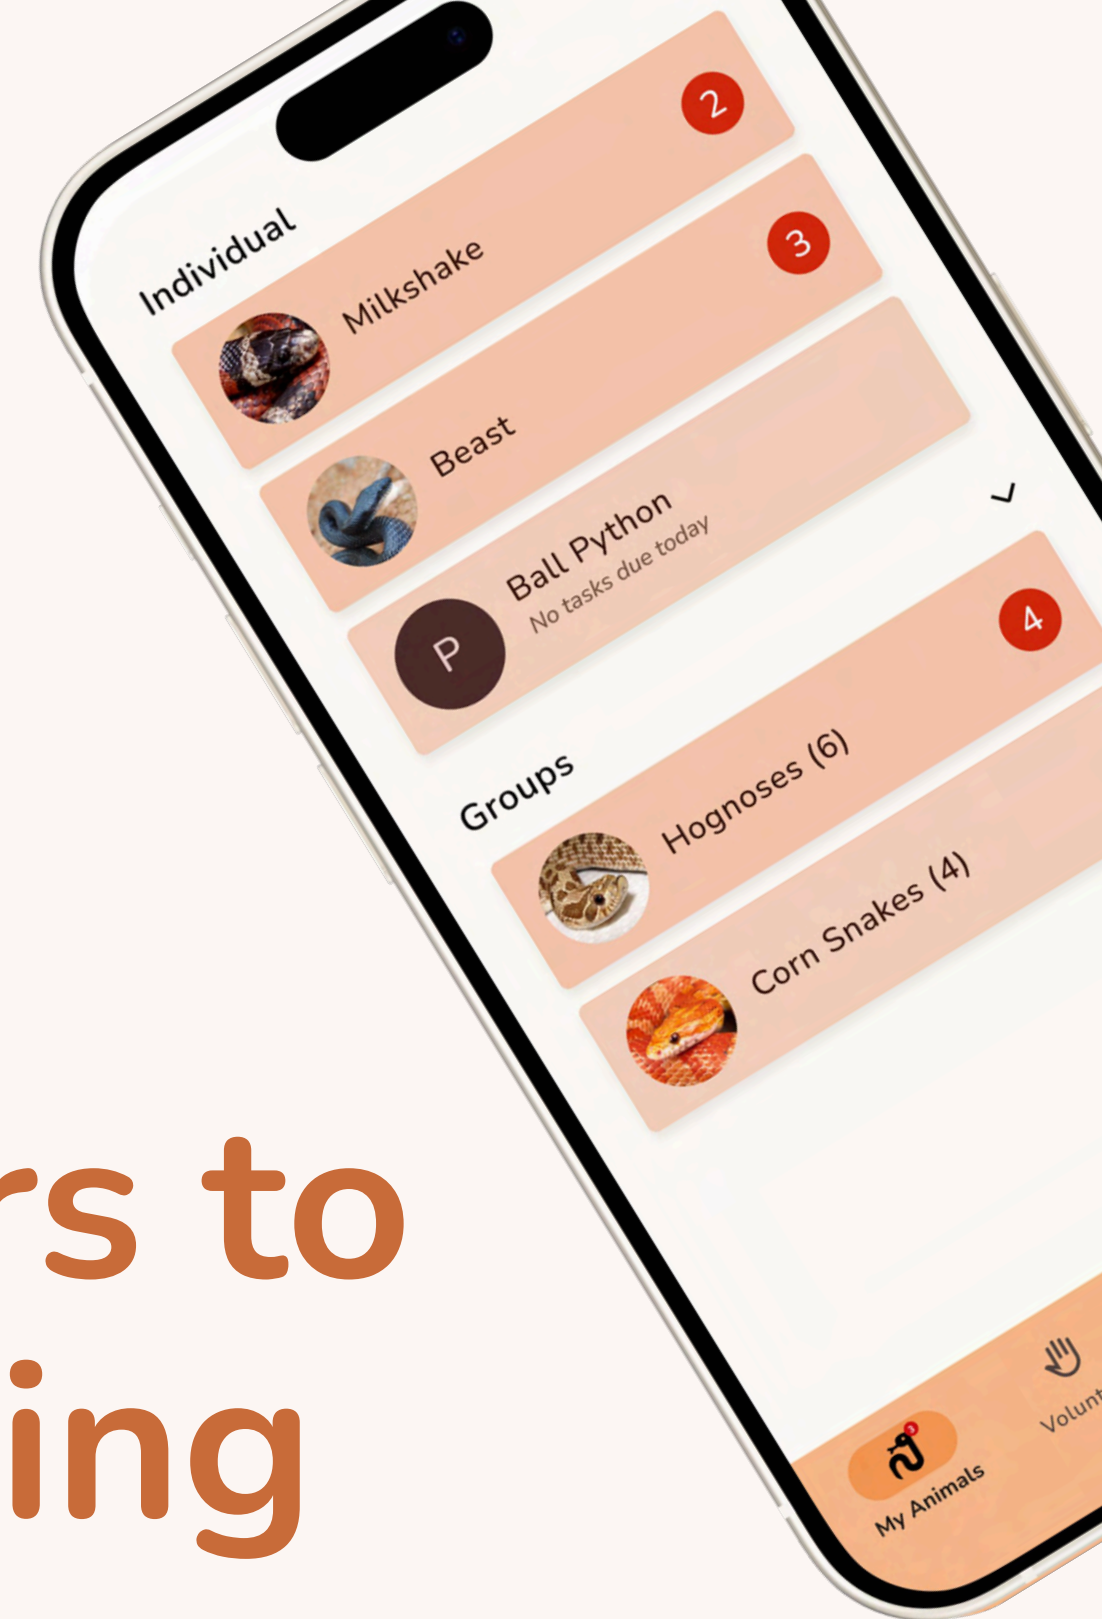 Individual
Milkshake
2
Beast
3
Ball Python
No tasks due today
P
Groups
Hognoses (6)
4
Corn Snakes (4)
rs to
ing
My Animals
Volunt